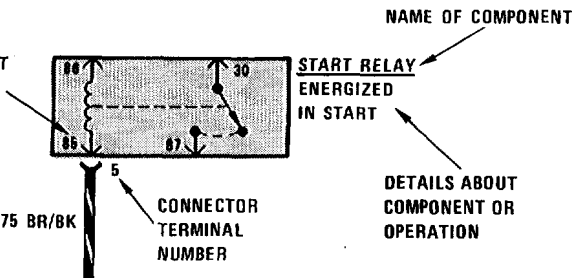 NAME OF COMPONENT
T
86
30
START RELAY
ENERGIZED
IN START
85
87
5
75 BR/BK
CONNECTOR
TERMINAL
NUMBER
DETAILS ABOUT
COMPONENT OR
OPERATION